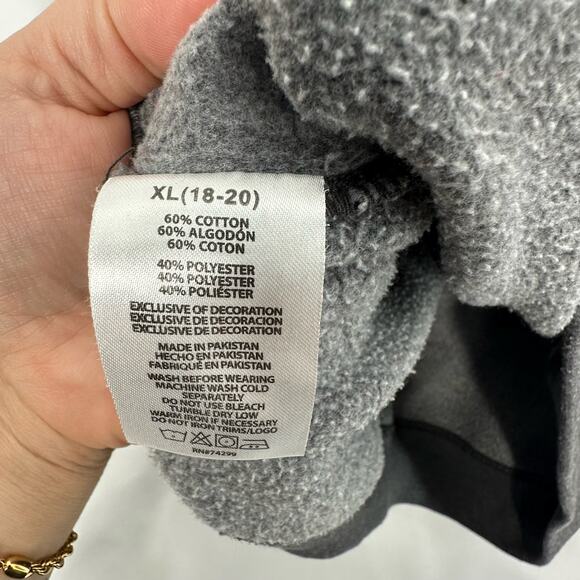 XL(18-20)
60% COTTON
60% ALGODÓN
60% COTON
40% POLYESTER
40% POLYESTER
40% POLIÉSTER
EXCLUSIVE OF DECORATION
EXCLUSIVE DE DECORACION
EXCLUSIVE DE DECORATION
MADE IN PAKISTAN
HECHO EN PAKISTAN
FABRIQUÉ EN PAKISTAN
WASH BEFORE WEARING
MACHINE WASH COLD
SEPARATELY
DO NOT USE BLEACH
TUMBLE DRY LOW
WARM IRON IF NECESSARY
DO NOT IRON TRIMS/LOGO
RN#74299